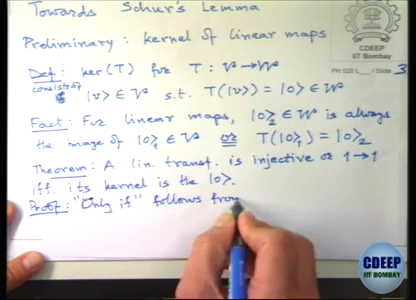 Towards Schur's Lemma
CDEEP
IIT Bombay
Preliminary: kernel of linear maps
PH 520 L__ / Slide 3
Def: ker(T) for T: V→W
consists of |v> ∈ V s.t. T(|v>) = |0> ∈ W
Fact: For linear maps, |0>₂ ∈ W is always
the image of |0>₁ ∈ V or T(|0>₁) = |0>₂
Theorem: A lin. transf. is injective or 1→1
iff. its kernel is the |0>.
Proof: "Only if" follows from
CDEEP
IIT BOMBAY